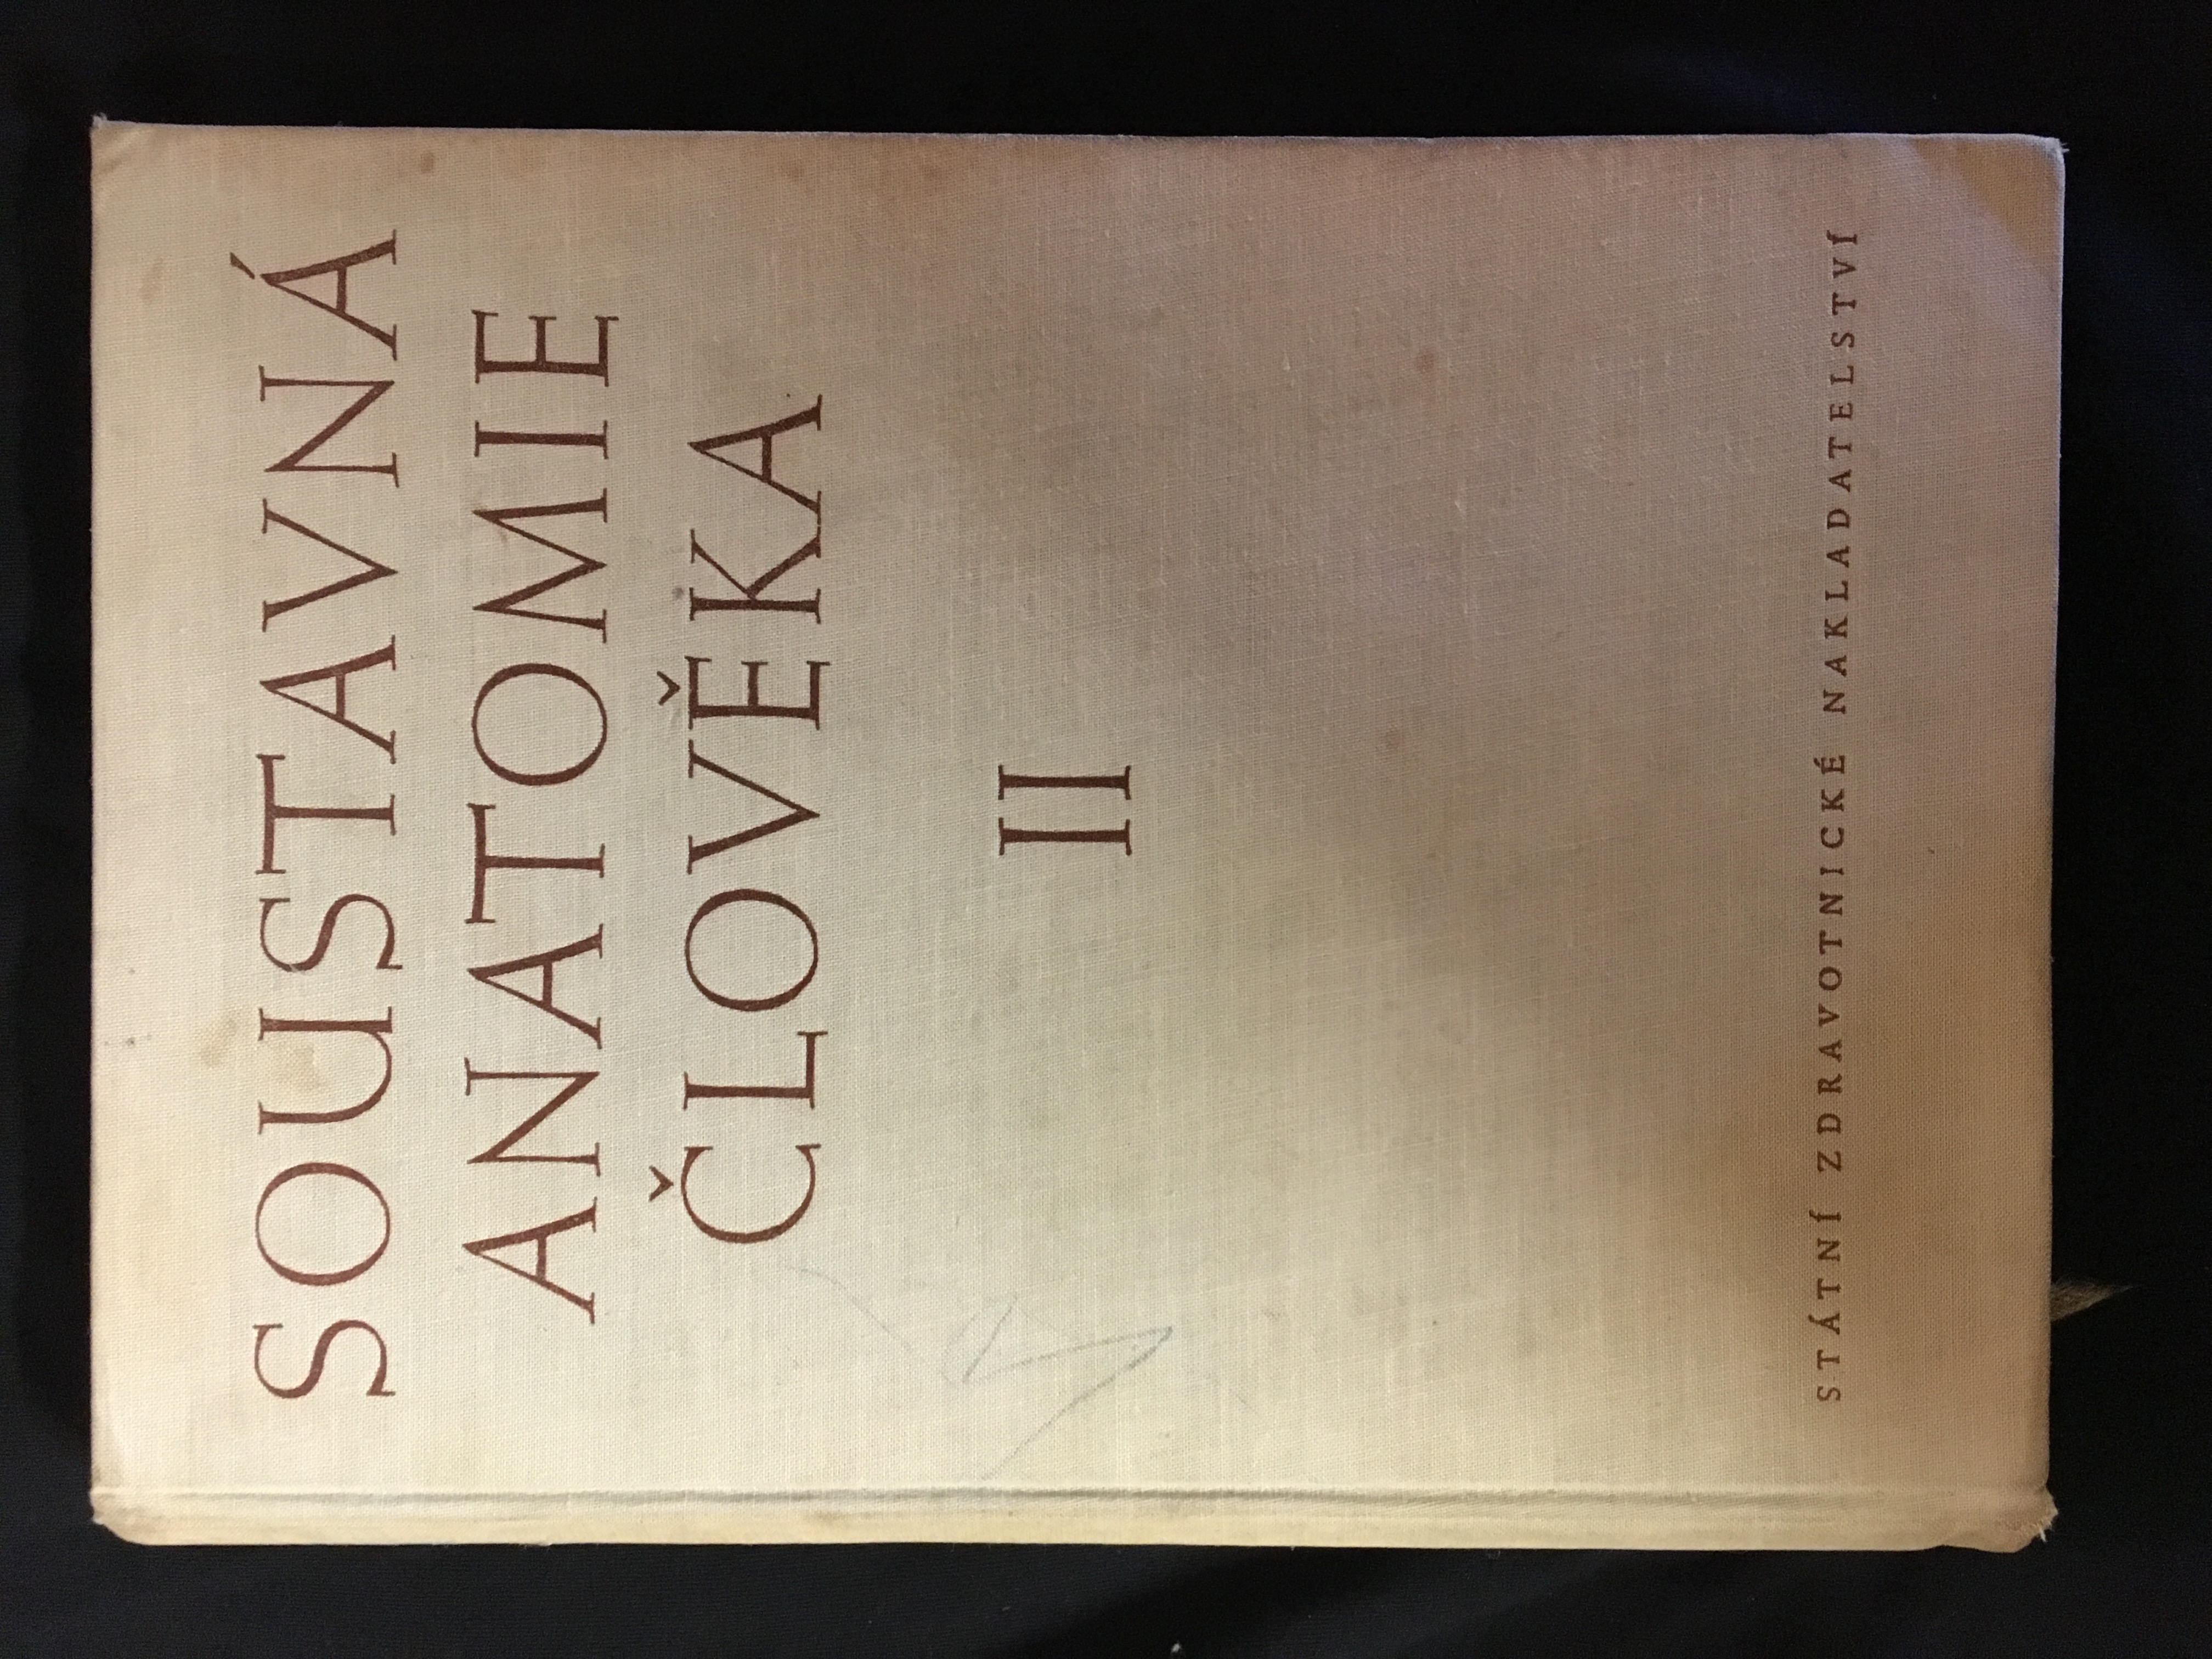 SOUSTAVNÁ
ANATOMIE
ČLOVĚKA
II
STÁTNÍ ZDRAVOTNICKÉ NAKLADATELSTVÍ